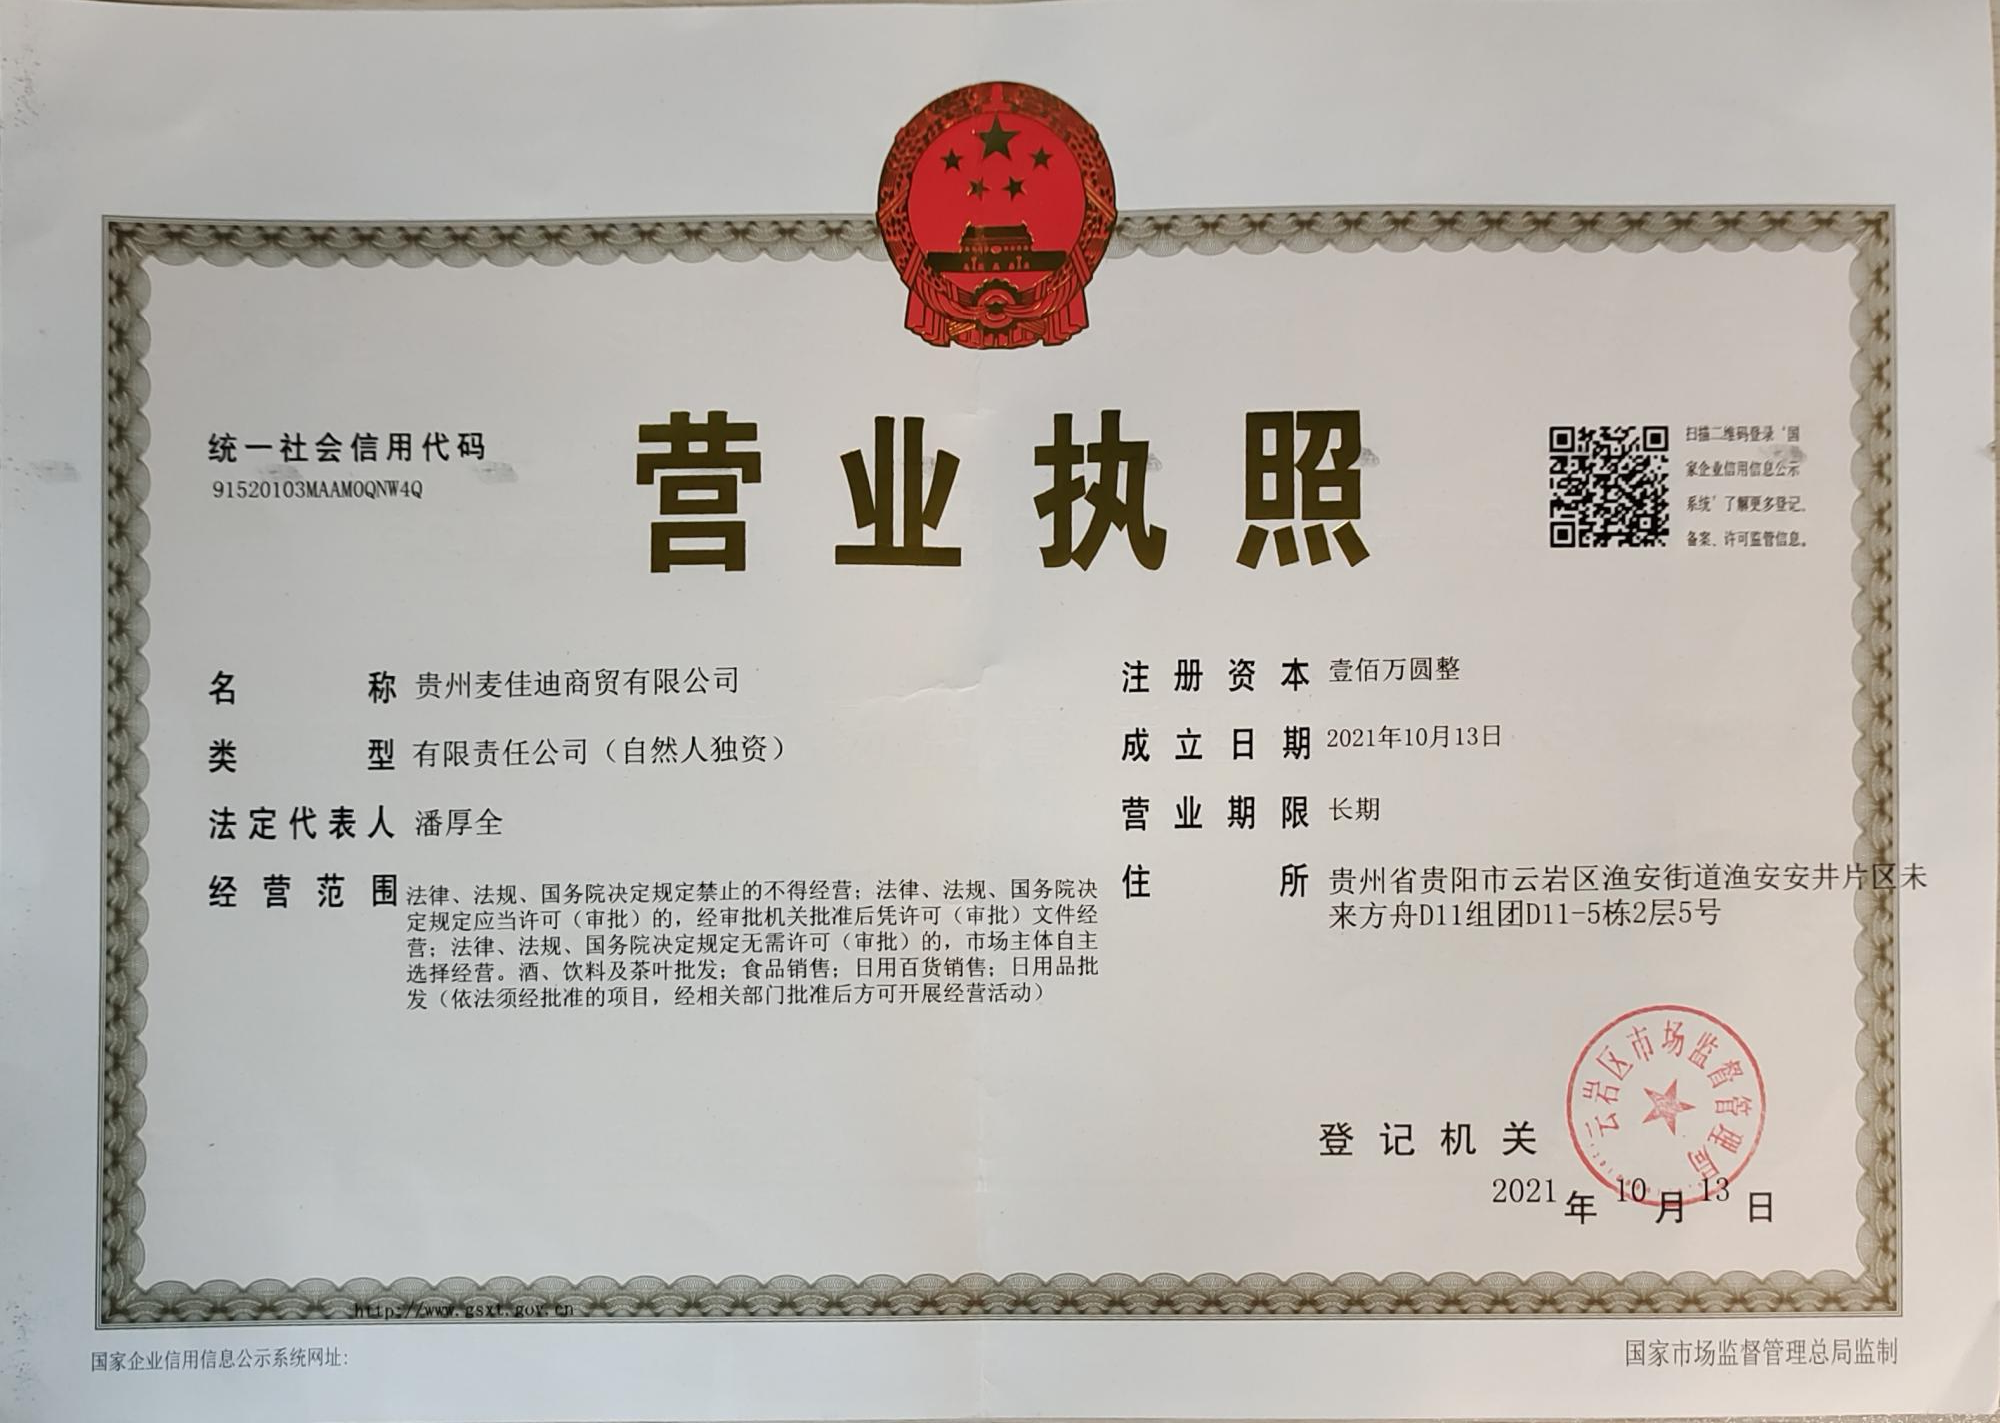 营业执照
统一社会信用代码
91520103MAAM0QNW4Q
扫描二维码登录‘国
家企业信用信息公示
系统’了解更多登记、
备案、许可监管信息。
名称 贵州麦佳迪商贸有限公司
类型 有限责任公司（自然人独资）
法定代表人 潘厚全
经营范围 法律、法规、国务院决定规定禁止的不得经营；法律、法规、国务院决
定规定应当许可（审批）的，经审批机关批准后凭许可（审批）文件经
营；法律、法规、国务院决定规定无需许可（审批）的，市场主体自主
选择经营。酒、饮料及茶叶批发；食品销售；日用百货销售；日用品批
发（依法须经批准的项目，经相关部门批准后方可开展经营活动）
注册资本 壹佰万圆整
成立日期 2021年10月13日
营业期限 长期
住所 贵州省贵阳市云岩区渔安街道渔安安井片区未
来方舟D11组团D11-5栋2层5号
云岩区市场监督管理局
登记机关
2021年10月13日
http://www.gsxt.gov.cn
国家企业信用信息公示系统网址：
国家市场监督管理总局监制